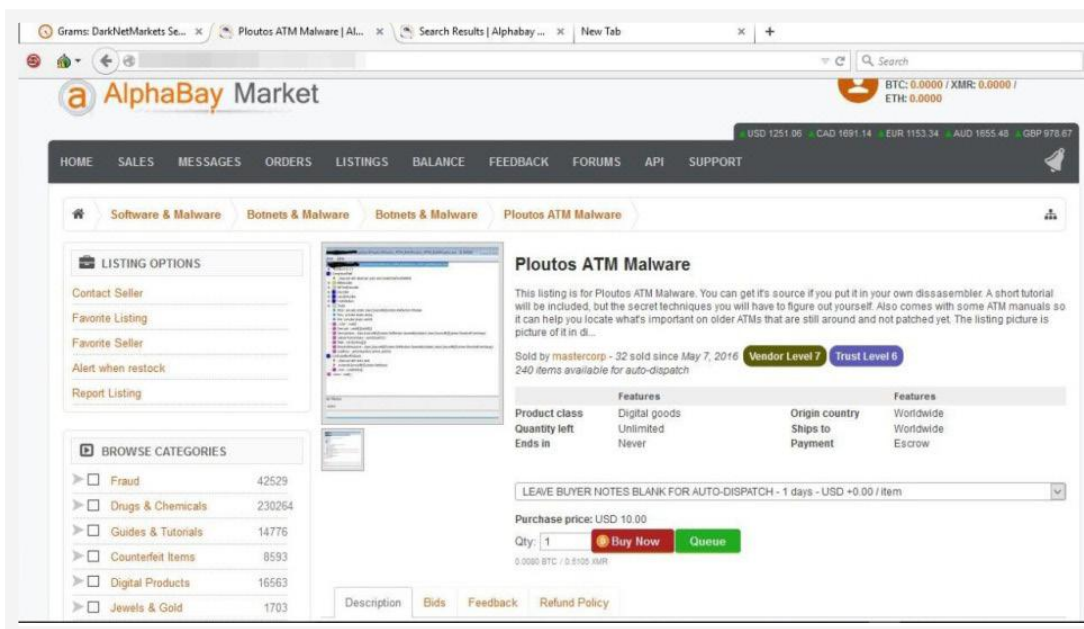 Grams: DarkNetMarkets Se... × Ploutos ATM Malware | Al... × Search Results | Alphabay ... × New Tab × +
Search
a AlphaBay Market
BTC: 0.0000 / XMR: 0.0000 /
ETH: 0.0000
USD 1251.06 CAD 1691.14 EUR 1153.34 AUD 1655.48 GBP 978.67
HOME SALES MESSAGES ORDERS LISTINGS BALANCE FEEDBACK FORUMS API SUPPORT
Software & Malware Botnets & Malware Botnets & Malware Ploutos ATM Malware
LISTING OPTIONS
Contact Seller
Favorite Listing
Favorite Seller
Alert when restock
Report Listing
BROWSE CATEGORIES
Fraud 42529
Drugs & Chemicals 230264
Guides & Tutorials 14776
Counterfeit Items 8593
Digital Products 16563
Jewels & Gold 1703
Ploutos ATM Malware
This listing is for Ploutos ATM Malware. You can get it's source if you put it in your own dissasembler. A short tutorial
will be included, but the secret techniques you will have to figure out yourself. Also comes with some ATM manuals so
it can help you locate what's important on older ATMs that are still around and not patched yet. The listing picture is
picture of it in di...
Sold by mastercorp - 32 sold since May 7, 2016 Vendor Level 7 Trust Level 6
240 items available for auto-dispatch
Features Features
Product class Digital goods Origin country Worldwide
Quantity left Unlimited Ships to Worldwide
Ends in Never Payment Escrow
LEAVE BUYER NOTES BLANK FOR AUTO-DISPATCH - 1 days - USD +0.00 / item
Purchase price: USD 10.00
Qty: 1 Buy Now Queue
0.0080 BTC / 0.5105 XMR
Description Bids Feedback Refund Policy